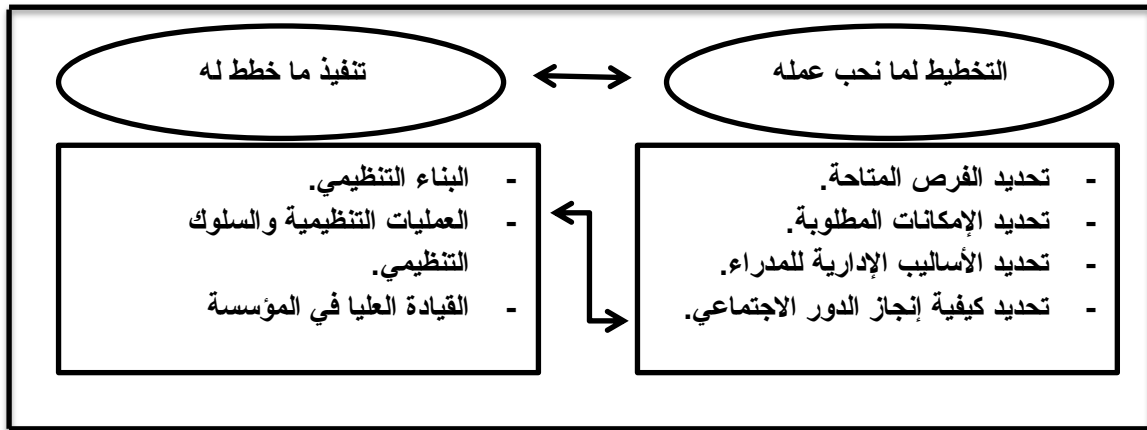 التخطيط لما نحب عمله
تنفيذ ما خطط له
- تحديد الفرص المتاحة.
- تحديد الإمكانات المطلوبة.
- تحديد الأساليب الإدارية للمدراء.
- تحديد كيفية إنجاز الدور الاجتماعي.
- البناء التنظيمي.
- العمليات التنظيمية والسلوك
التنظيمي.
- القيادة العليا في المؤسسة